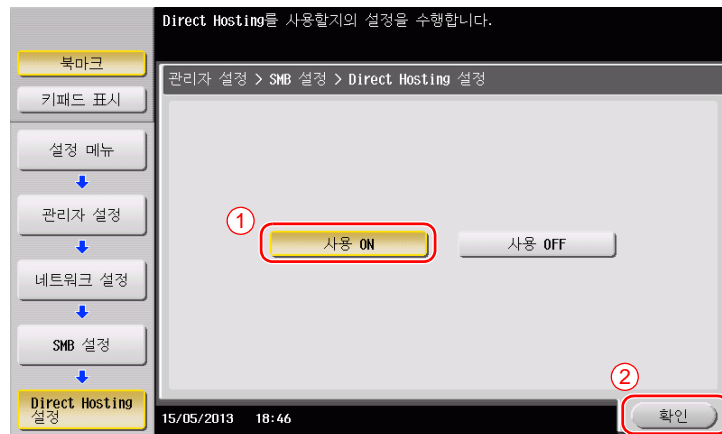 Direct Hosting를 사용할지의 설정을 수행합니다.
북마크
키패드 표시
관리자 설정 > SMB 설정 > Direct Hosting 설정
설정 메뉴
관리자 설정
네트워크 설정
SMB 설정
Direct Hosting
설정
①
사용 ON
사용 OFF
②
15/05/2013 18:46
확인